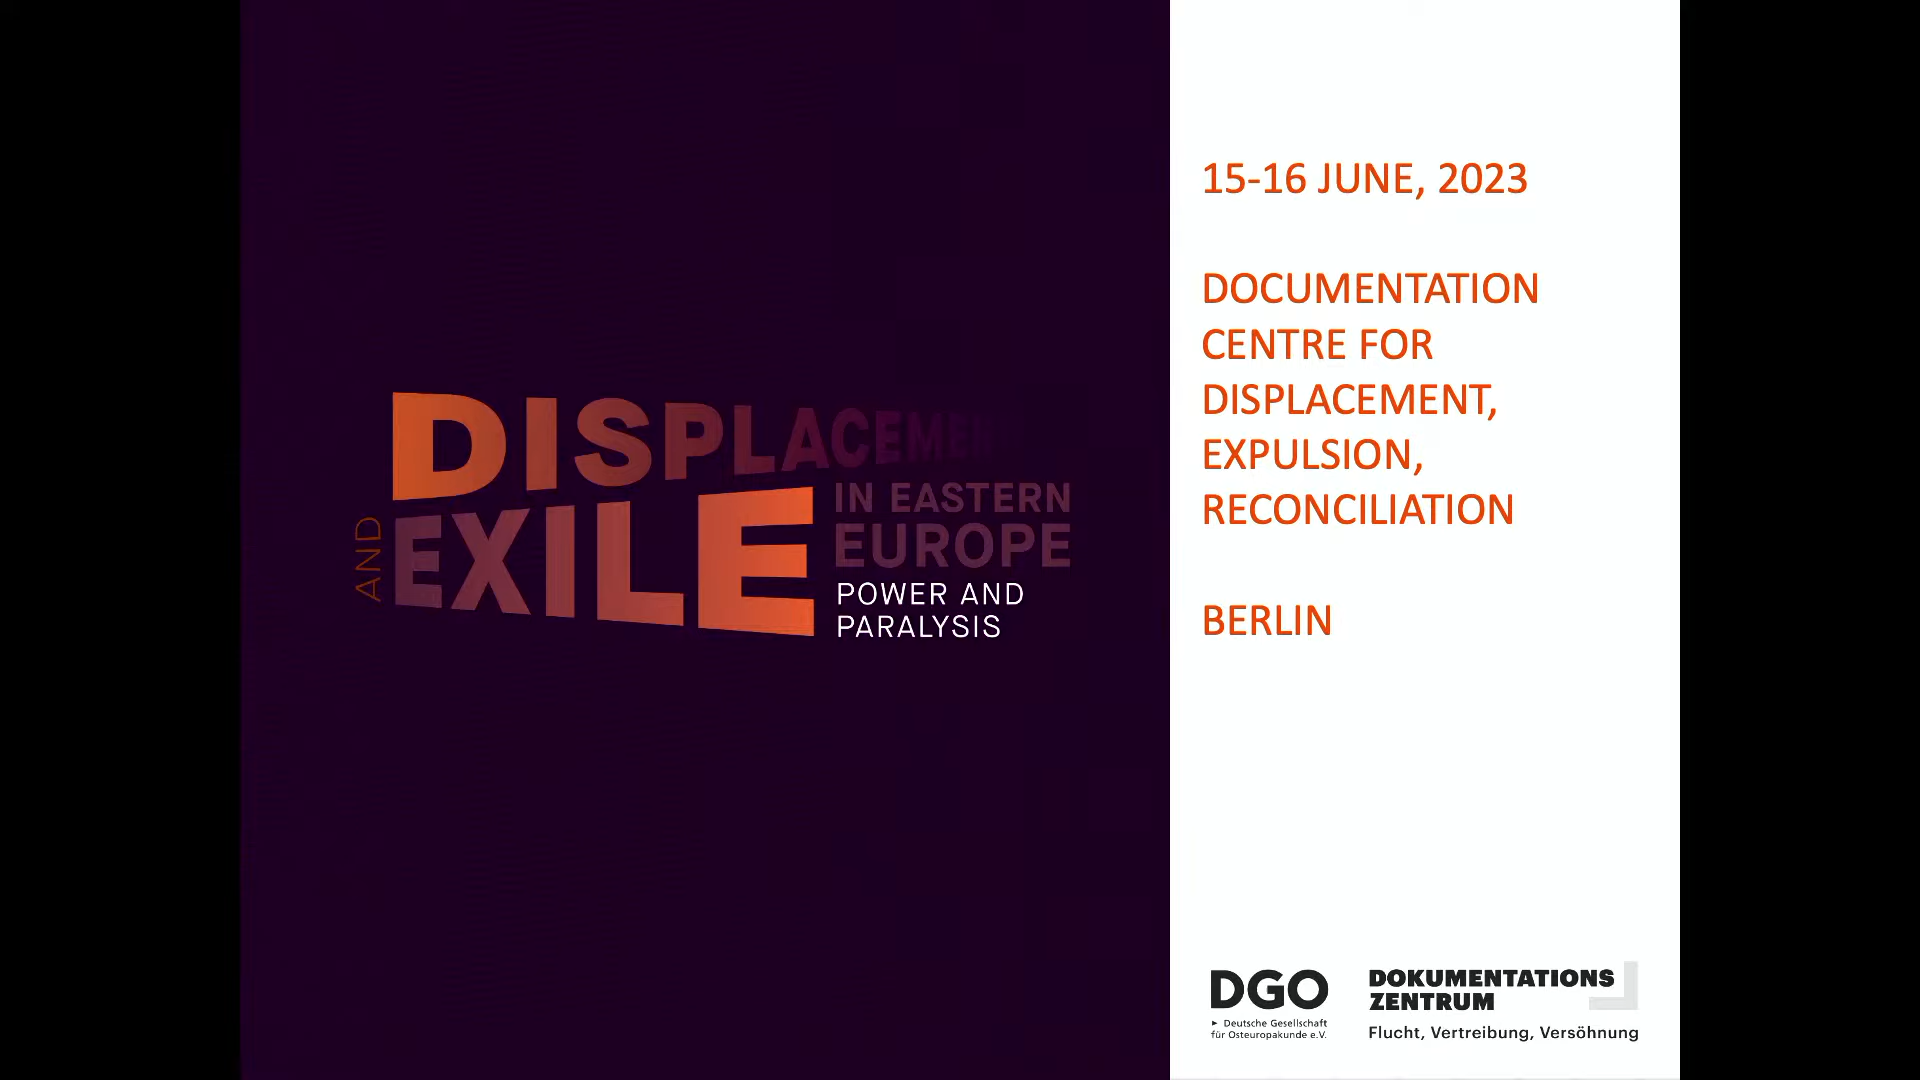 DISPLACEMEN
AND
EXILE
IN EASTERN
EUROPE
POWER AND
PARALYSIS
15-16 JUNE, 2023
DOCUMENTATION
CENTRE FOR
DISPLACEMENT,
EXPULSION,
RECONCILIATION
BERLIN
DGO
▸ Deutsche Gesellschaft
für Osteuropakunde e.V.
DOKUMENTATIONS
ZENTRUM
Flucht, Vertreibung, Versöhnung